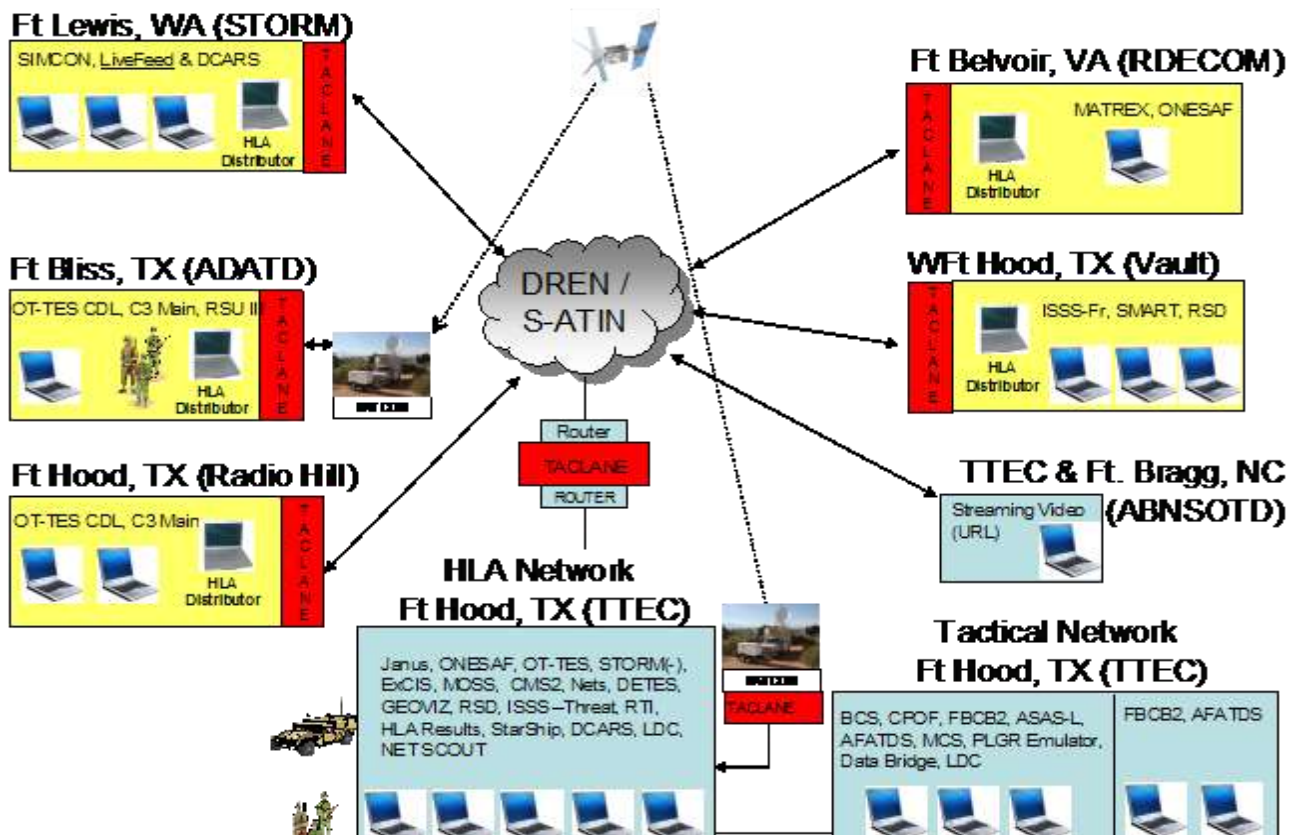 Ft Lewis, WA (STORM)
SIMCON, LiveFeed & DCARS
HLA
Distributor
TACLANE
Ft Belvoir, VA (RDECOM)
TACLANE
MATREX, ONESAF
HLA
Distributor
Ft Bliss, TX (ADATD)
OT-TES CDL, C3 Main, RSU III
HLA
Distributor
TACLANE
DREN /
S-ATIN
WFt Hood, TX (Vault)
TACLANE
ISSS-Fr, SMART, RSD
HLA
Distributor
Ft Hood, TX (Radio Hill)
OT-TES CDL, C3 Main
HLA
Distributor
TACLANE
Router
TACLANE
ROUTER
TTEC & Ft. Bragg, NC
(ABNSOTD)
Streaming Video
(URL)
HLA Network
Ft Hood, TX (TTEC)
Janus, ONESAF, OT-TES, STORM(-),
ExCIS, MOSS, CMS2, Nets, DETES,
GEOVIZ, RSD, ISSS–Threat, RTI,
HLA Results, StarShip, DCARS, LDC,
NETSCOUT
TACLANE
Tactical Network
Ft Hood, TX (TTEC)
BCS, CPOF, FBCB2, ASAS-L,
AFATDS, MCS, PLGR Emulator,
Data Bridge, LDC
FBCB2, AFATDS